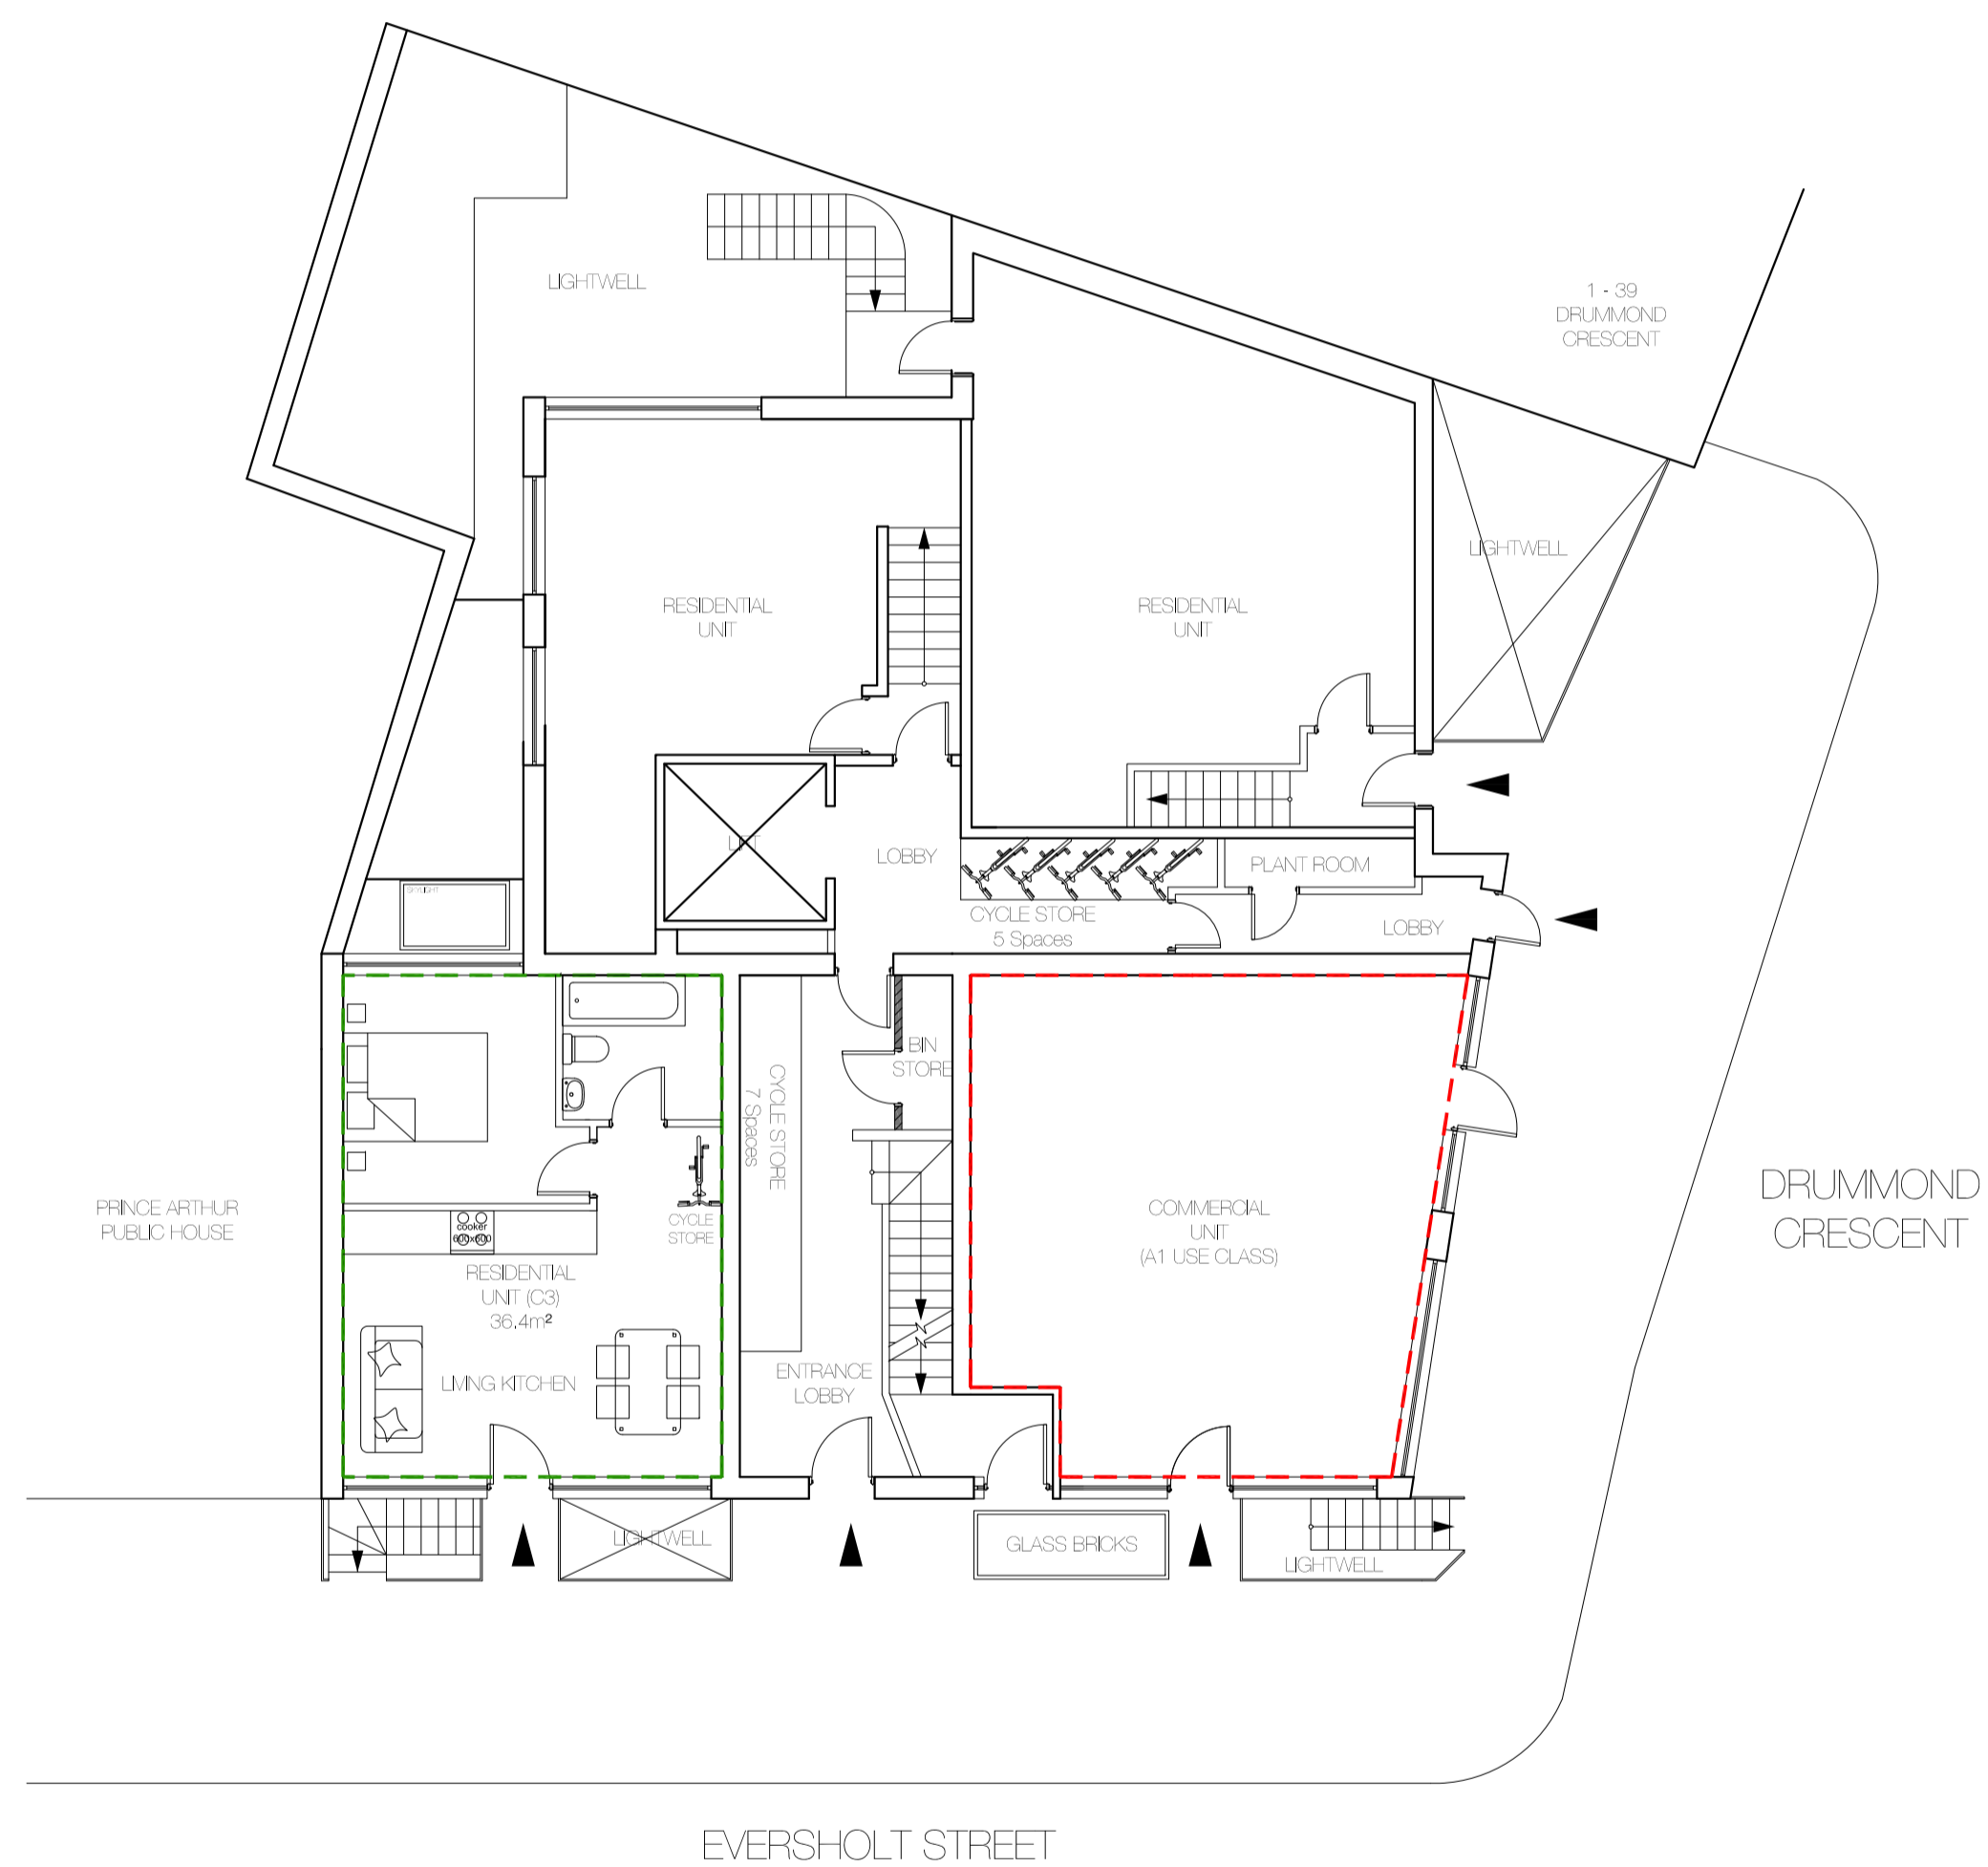 LIGHTWELL
1 - 39
DRUMMOND
CRESCENT
LIGHTWELL
RESIDENTIAL
UNIT
RESIDENTIAL
UNIT
LIFT
LOBBY
PLANT ROOM
SKYLIGHT
CYCLE STORE
5 Spaces
LOBBY
BIN
STORE
CYCLE STORE
7 Spaces
PRINCE ARTHUR
PUBLIC HOUSE
cooker
600x600
CYCLE
STORE
COMMERCIAL
UNIT
(A1 USE CLASS)
DRUMMOND
CRESCENT
RESIDENTIAL
UNIT (C3)
36.4m²
LIVING KITCHEN
ENTRANCE
LOBBY
LIGHTWELL
GLASS BRICKS
LIGHTWELL
EVERSHOLT STREET